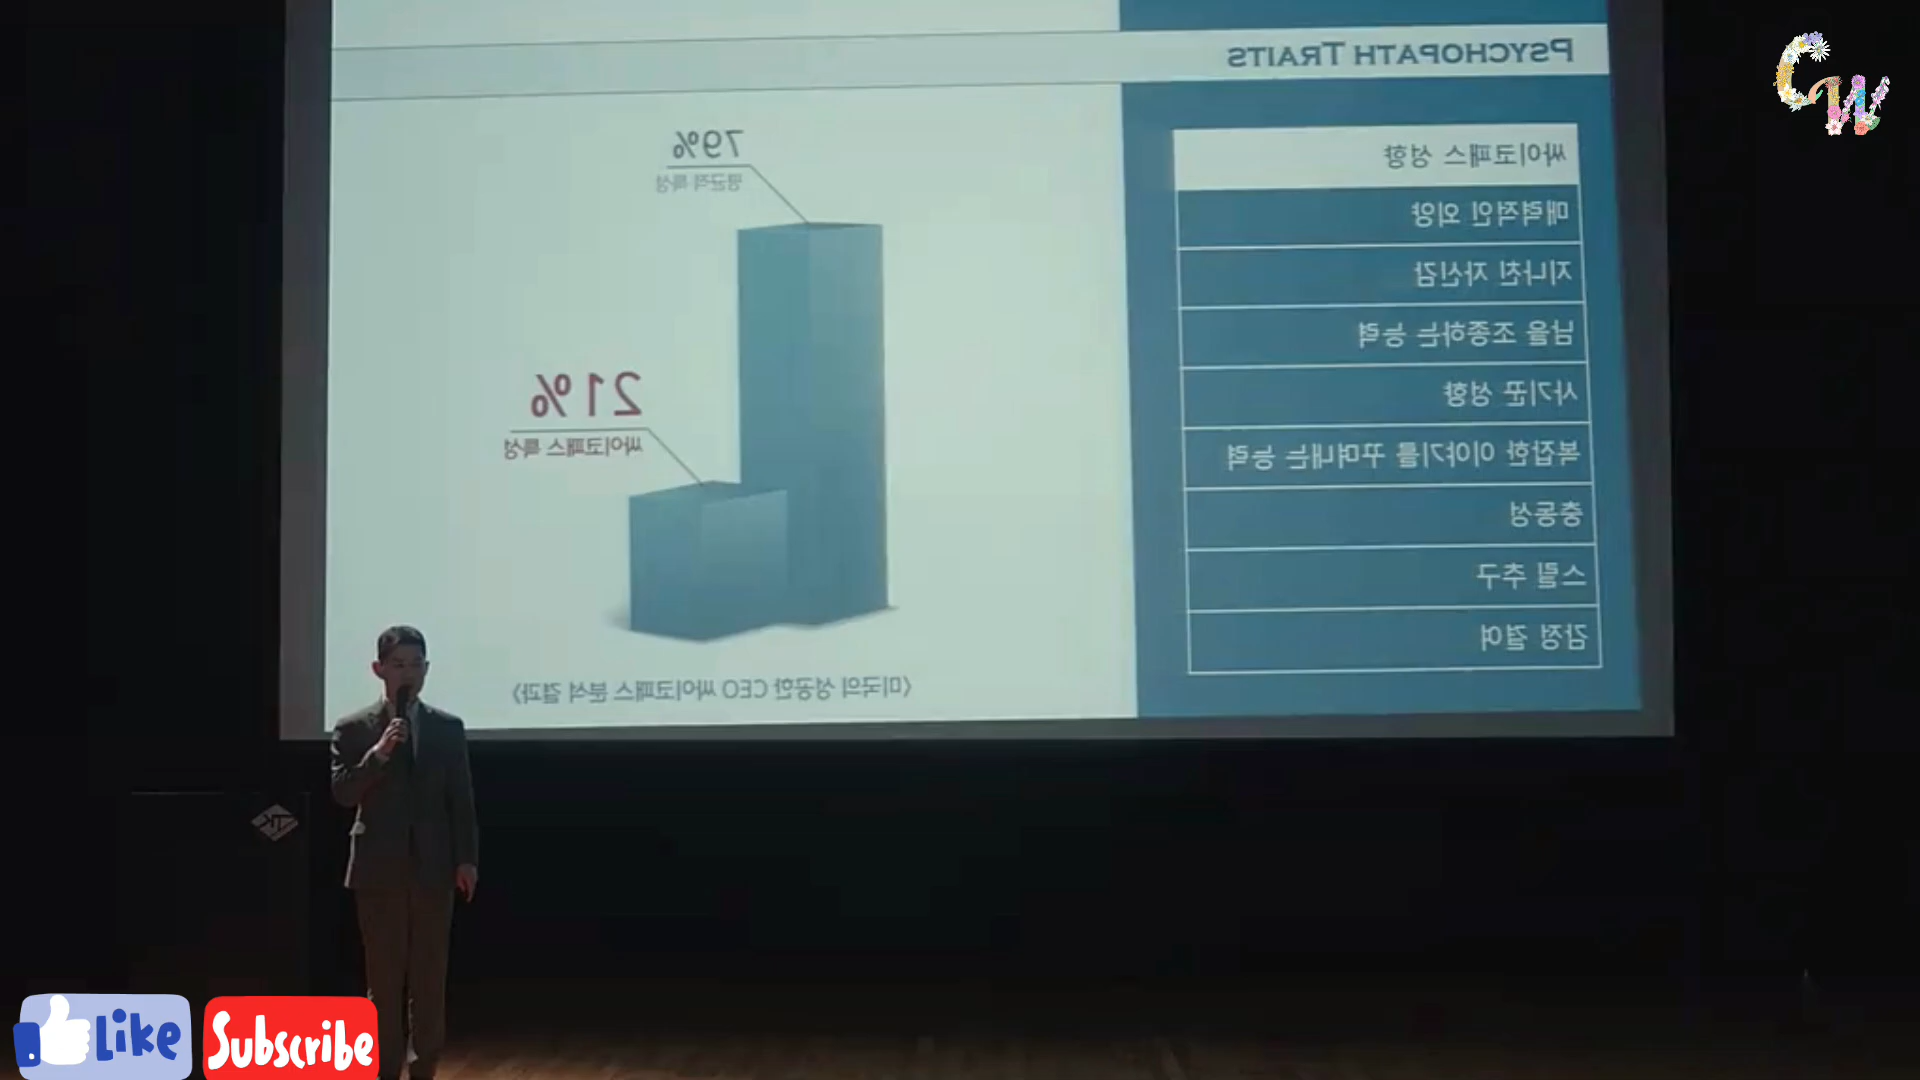 PSYCHOPATH TRAITS
싸이코패스 성향
매력적인 외양
지나친 자신감
남을 조종하는 능력
사기꾼 성향
복잡한 이야기를 꾸며내는 능력
충동성
스릴 추구
감정 결여
79%
평균적 특성
21%
싸이코패스 특성
<미국의 성공한 CEO 싸이코패스 분석 결과>
CW
Like
Subscribe